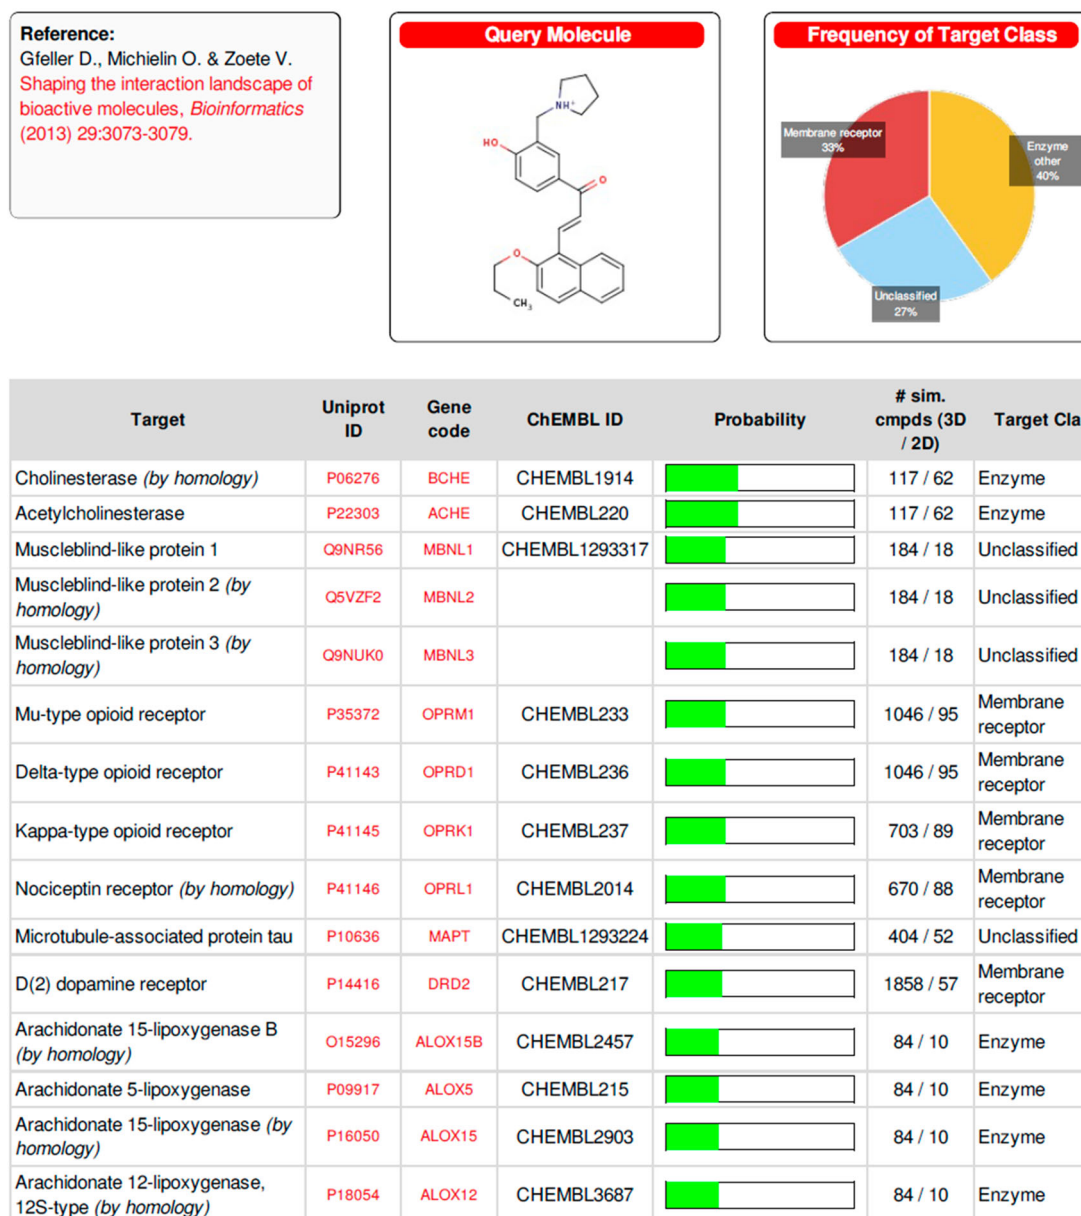 Reference:
Gfeller D., Michielin O. & Zoete V.
Shaping the interaction landscape of
bioactive molecules, Bioinformatics
(2013) 29:3073-3079.
Query Molecule
NH+
HO
O
O
CH3
Frequency of Target Class
Membrane receptor
33%
Enzyme
other
40%
Unclassified
27%
Target Uniprot ID Gene code ChEMBL ID Probability # sim. cmpds (3D / 2D) Target Cla
Cholinesterase (by homology) P06276 BCHE CHEMBL1914 117 / 62 Enzyme
Acetylcholinesterase P22303 ACHE CHEMBL220 117 / 62 Enzyme
Muscleblind-like protein 1 Q9NR56 MBNL1 CHEMBL1293317 184 / 18 Unclassified
Muscleblind-like protein 2 (by homology) Q5VZF2 MBNL2 184 / 18 Unclassified
Muscleblind-like protein 3 (by homology) Q9NUK0 MBNL3 184 / 18 Unclassified
Mu-type opioid receptor P35372 OPRM1 CHEMBL233 1046 / 95 Membrane receptor
Delta-type opioid receptor P41143 OPRD1 CHEMBL236 1046 / 95 Membrane receptor
Kappa-type opioid receptor P41145 OPRK1 CHEMBL237 703 / 89 Membrane receptor
Nociceptin receptor (by homology) P41146 OPRL1 CHEMBL2014 670 / 88 Membrane receptor
Microtubule-associated protein tau P10636 MAPT CHEMBL1293224 404 / 52 Unclassified
D(2) dopamine receptor P14416 DRD2 CHEMBL217 1858 / 57 Membrane receptor
Arachidonate 15-lipoxygenase B (by homology) O15296 ALOX15B CHEMBL2457 84 / 10 Enzyme
Arachidonate 5-lipoxygenase P09917 ALOX5 CHEMBL215 84 / 10 Enzyme
Arachidonate 15-lipoxygenase (by homology) P16050 ALOX15 CHEMBL2903 84 / 10 Enzyme
Arachidonate 12-lipoxygenase, 12S-type (by homology) P18054 ALOX12 CHEMBL3687 84 / 10 Enzyme